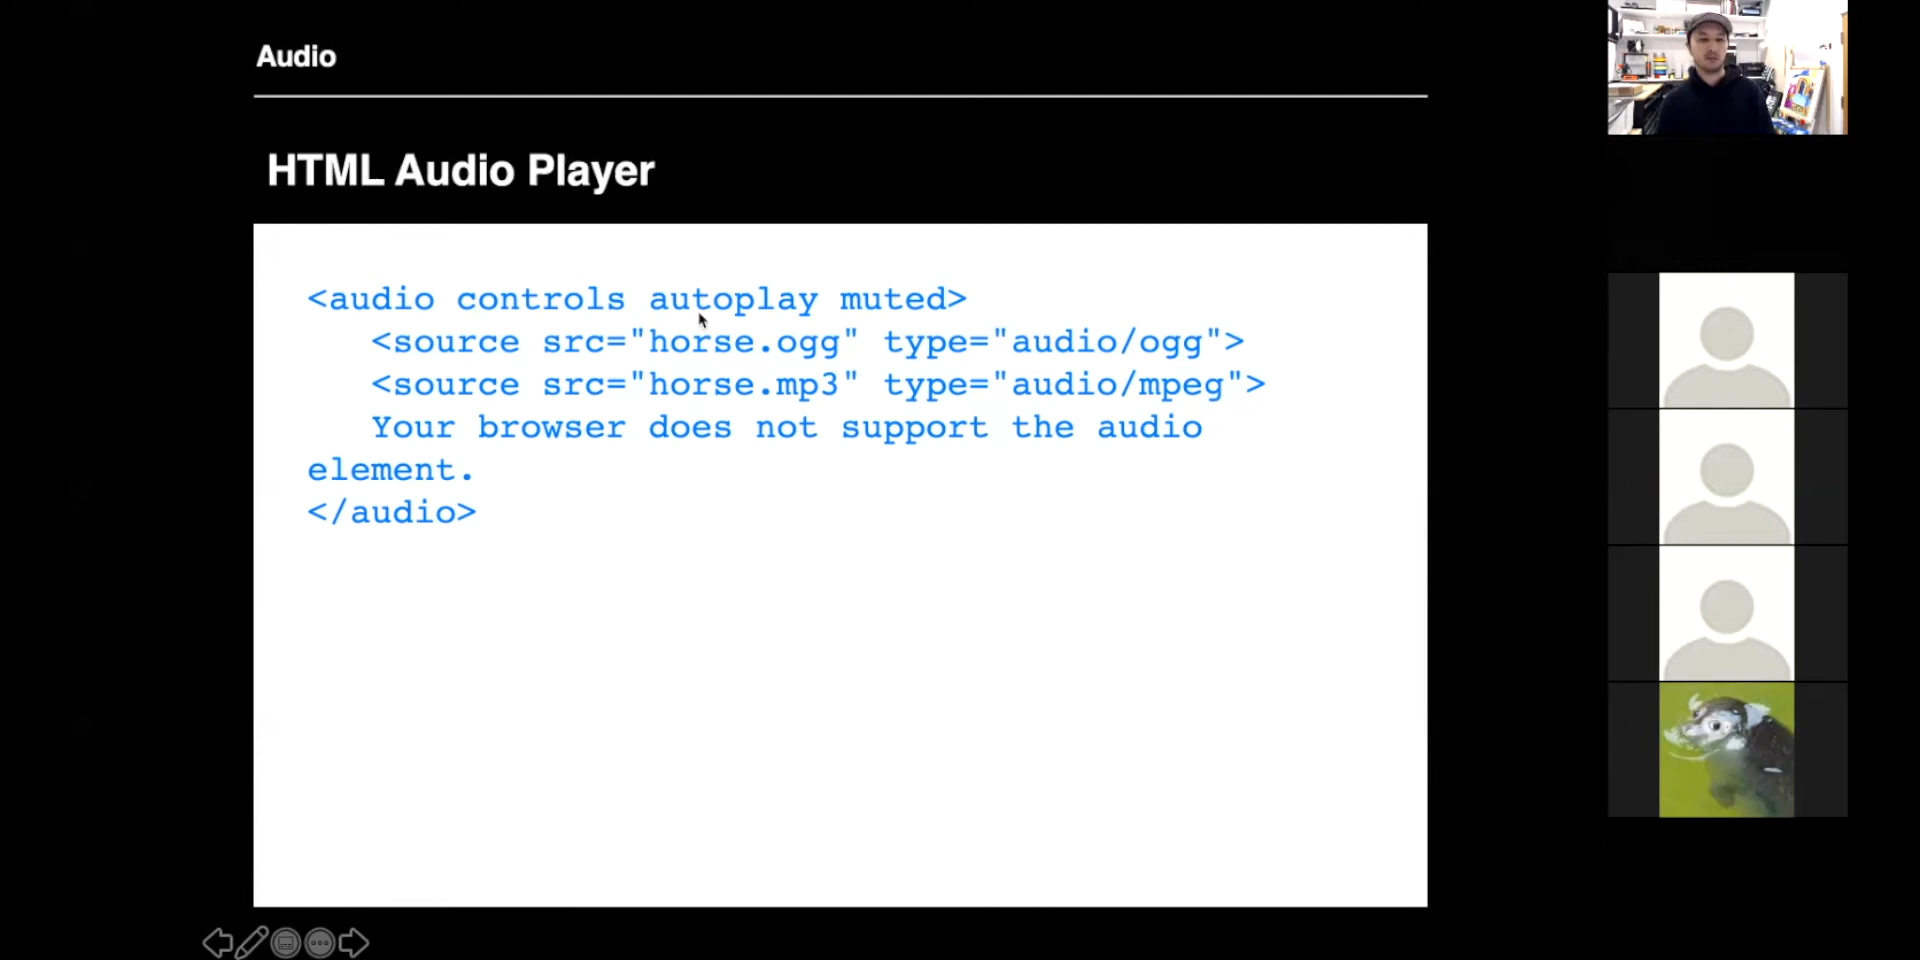 Audio
HTML Audio Player
<audio controls autoplay muted>
<source src="horse.ogg" type="audio/ogg">
<source src="horse.mp3" type="audio/mpeg">
Your browser does not support the audio
element.
</audio>